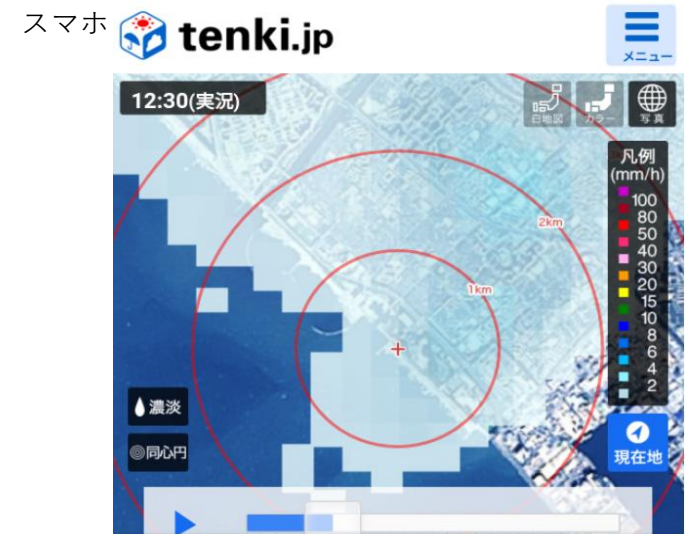 スマホ
tenki.jp
メニュー
12:30(実況)
白地図
カラー
写真
凡例
(mm/h)
100
80
50
40
30
20
15
10
8
6
4
2
2km
1km
濃淡
同心円
現在地